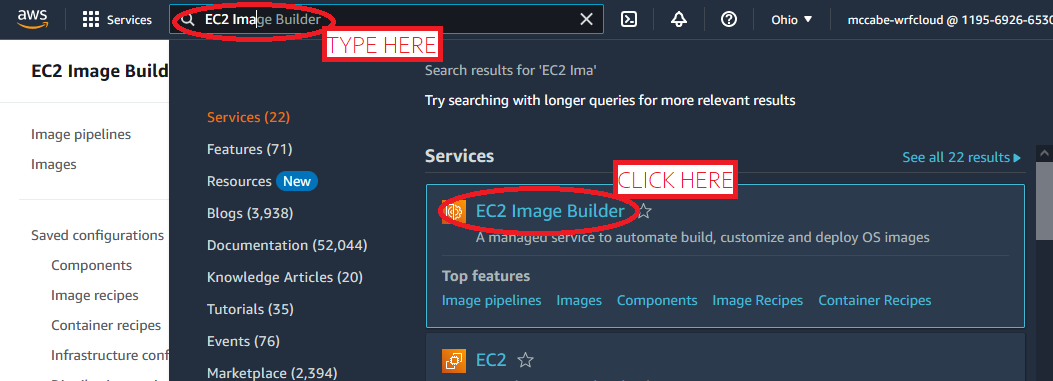 aws Services EC2 Image Builder Ohio mccabe-wrfcloud @ 1195-6926-6530
TYPE HERE
EC2 Image Build
Image pipelines
Images
Saved configurations
Components
Image recipes
Container recipes
Infrastructure conf
Services (22)
Features (71)
Resources New
Blogs (3,938)
Documentation (52,044)
Knowledge Articles (20)
Tutorials (35)
Events (76)
Marketplace (2,394)
Search results for 'EC2 Ima'
Try searching with longer queries for more relevant results
Services See all 22 results
CLICK HERE
EC2 Image Builder
A managed service to automate build, customize and deploy OS images
Top features
Image pipelines Images Components Image Recipes Container Recipes
EC2